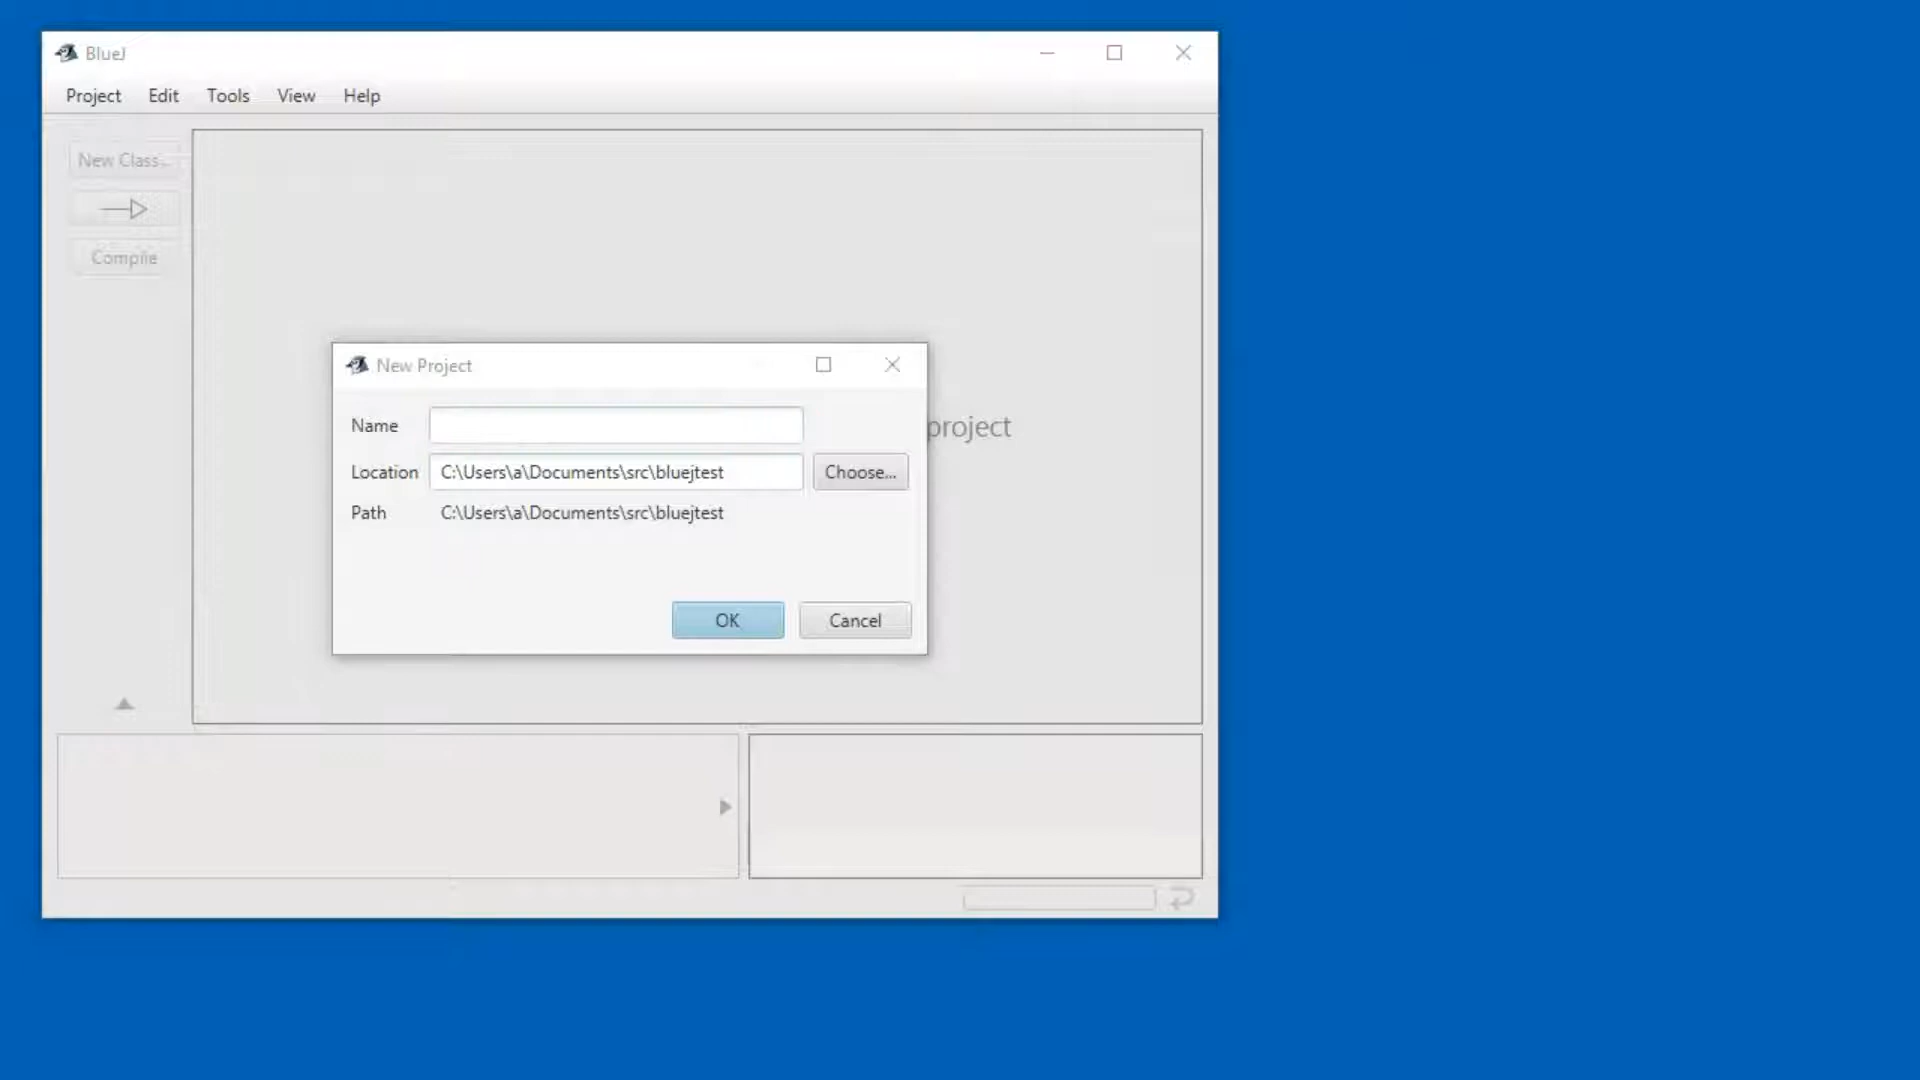 BlueJ
Project Edit Tools View Help
New Class...
Compile
project
New Project
Name
Location C:\Users\a\Documents\src\bluejtest Choose...
Path C:\Users\a\Documents\src\bluejtest
OK Cancel